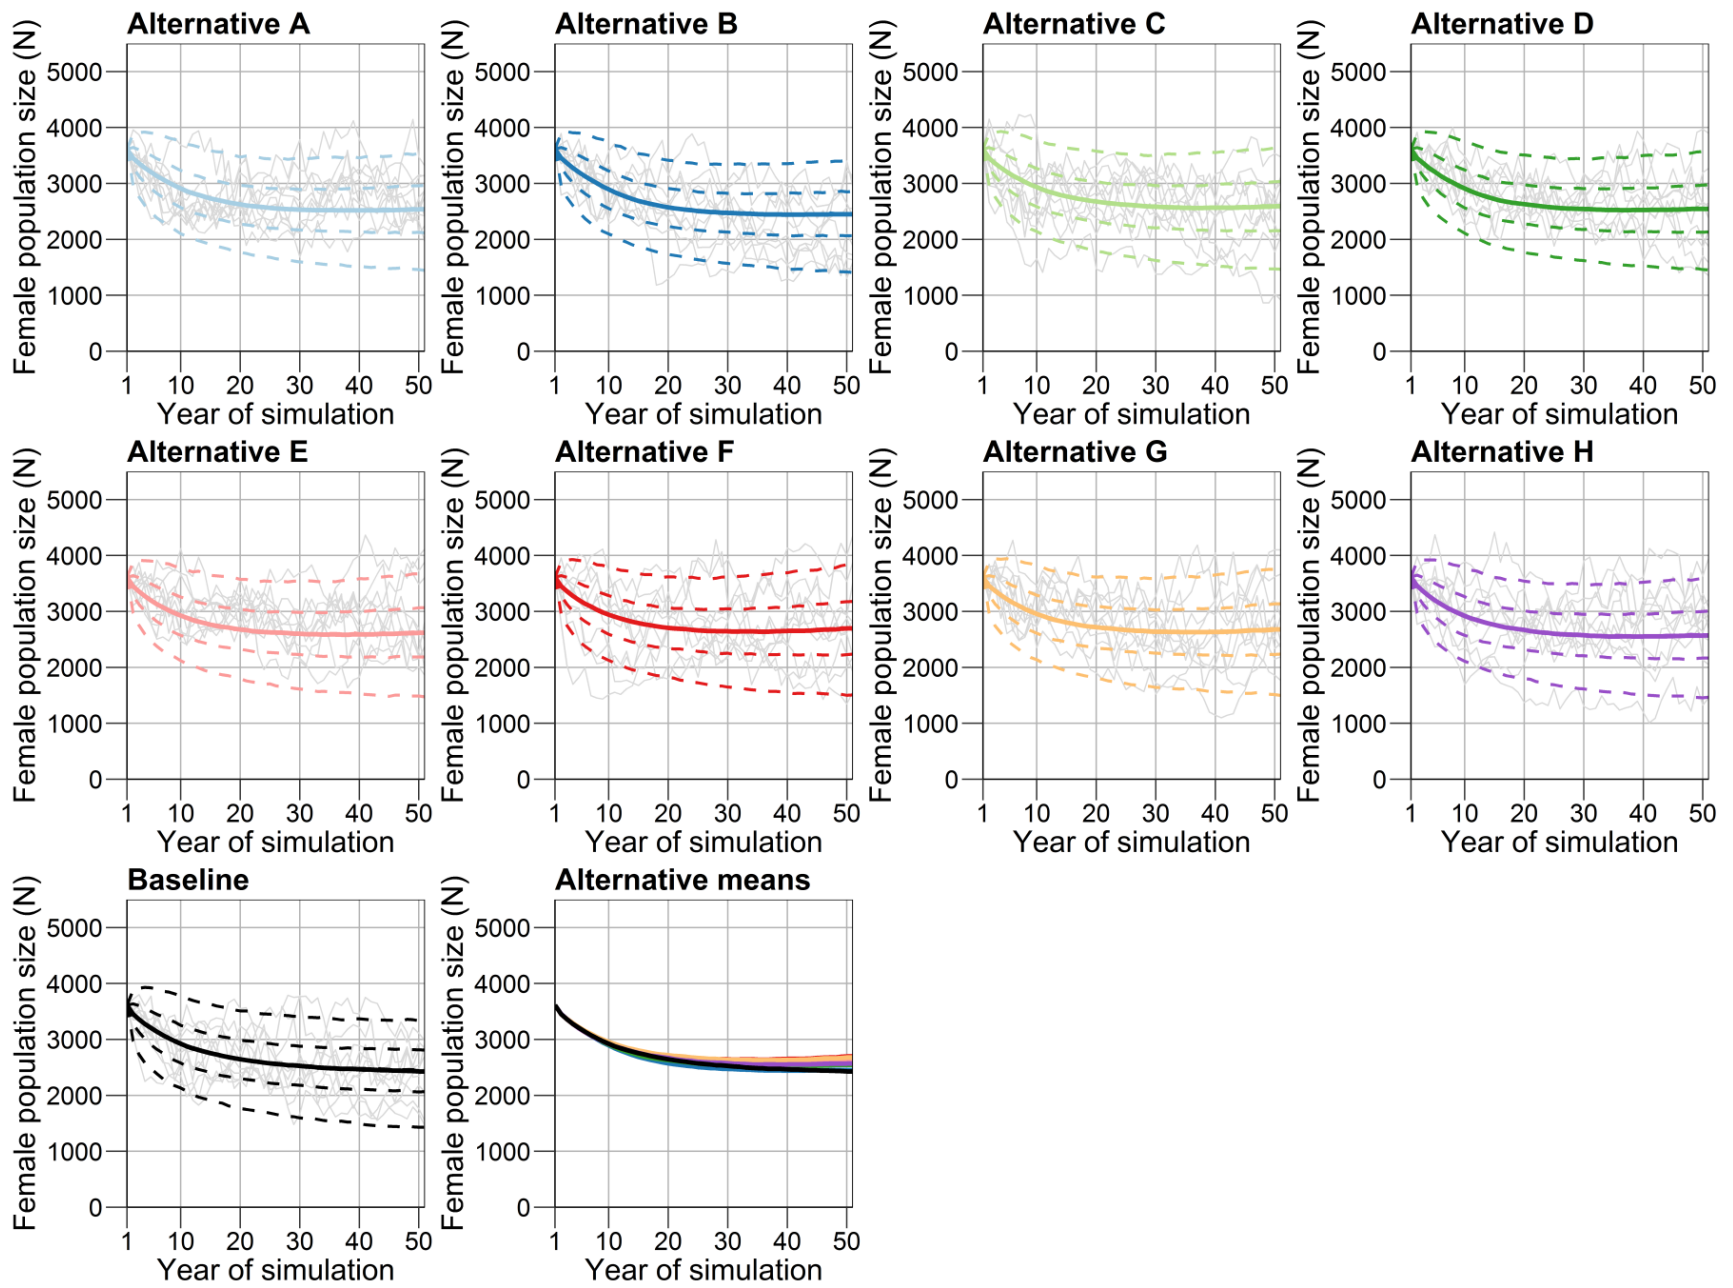 Alternative A
Female population size (N)
5000
4000
3000
2000
1000
0
1 10 20 30 40 50
Year of simulation
Alternative B
Female population size (N)
5000
4000
3000
2000
1000
0
1 10 20 30 40 50
Year of simulation
Alternative C
Female population size (N)
5000
4000
3000
2000
1000
0
1 10 20 30 40 50
Year of simulation
Alternative D
Female population size (N)
5000
4000
3000
2000
1000
0
1 10 20 30 40 50
Year of simulation
Alternative E
Female population size (N)
5000
4000
3000
2000
1000
0
1 10 20 30 40 50
Year of simulation
Alternative F
Female population size (N)
5000
4000
3000
2000
1000
0
1 10 20 30 40 50
Year of simulation
Alternative G
Female population size (N)
5000
4000
3000
2000
1000
0
1 10 20 30 40 50
Year of simulation
Alternative H
Female population size (N)
5000
4000
3000
2000
1000
0
1 10 20 30 40 50
Year of simulation
Baseline
Female population size (N)
5000
4000
3000
2000
1000
0
1 10 20 30 40 50
Year of simulation
Alternative means
Female population size (N)
5000
4000
3000
2000
1000
0
1 10 20 30 40 50
Year of simulation